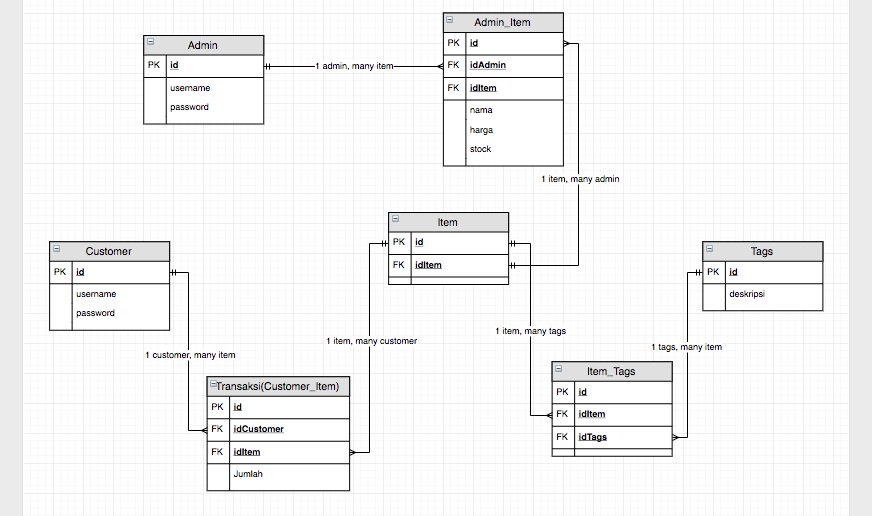 Admin
PK id
username
password
1 admin, many item
Admin_Item
PK id
FK idAdmin
FK idItem
nama
harga
stock
1 item, many admin
Item
PK id
FK idItem
Customer
PK id
username
password
1 customer, many item
1 item, many customer
1 item, many tags
Tags
PK id
deskripsi
1 tags, many item
Transaksi(Customer_Item)
PK id
FK idCustomer
FK idItem
Jumlah
Item_Tags
PK id
FK idItem
FK idTags